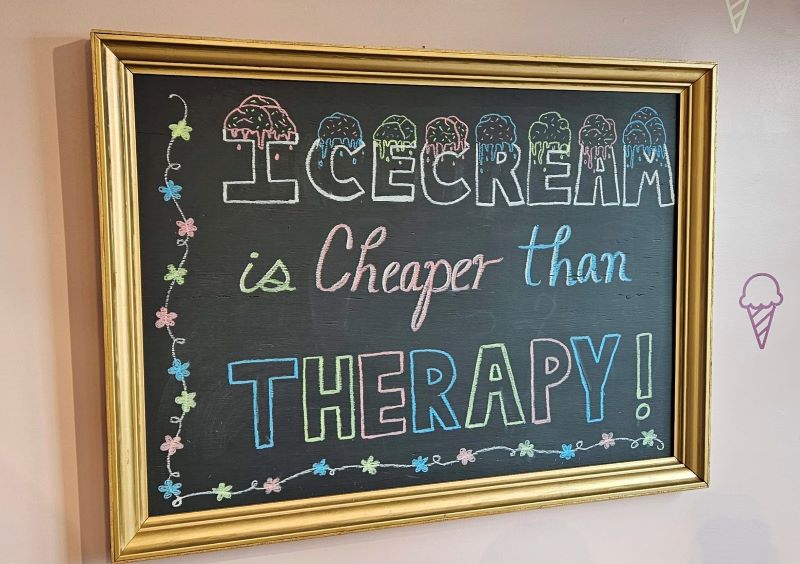 ICECREAM
is Cheaper than
THERAPY!